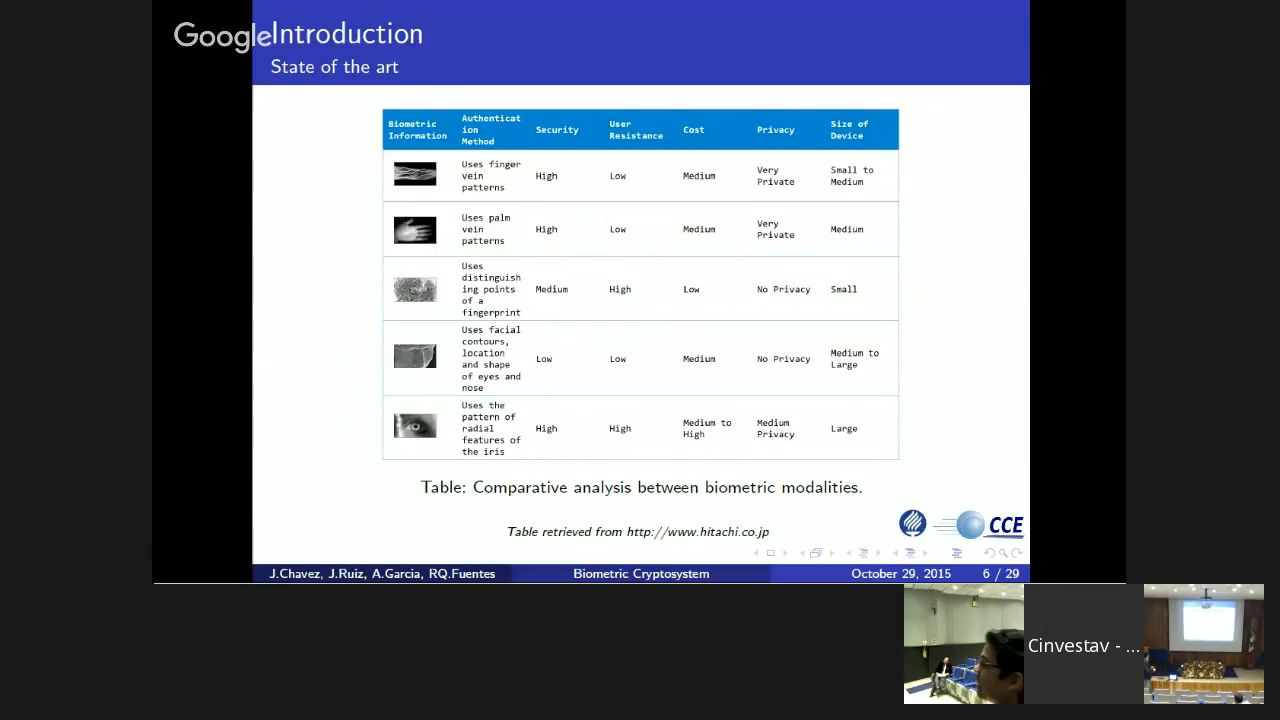 Google
Introduction
State of the art
Biometric Information
Authenticat
ion
Method
Security
User
Resistance
Cost
Privacy
Size of
Device
Uses finger
vein
patterns
High
Low
Medium
Very
Private
Small to
Medium
Uses palm
vein
patterns
High
Low
Medium
Very
Private
Medium
Uses
distinguish
ing points
of a
fingerprint
Medium
High
Low
No Privacy
Small
Uses facial
contours,
location
and shape
of eyes and
nose
Low
Low
Medium
No Privacy
Medium to
Large
Uses the
pattern of
radial
features of
the iris
High
High
Medium to
High
Medium
Privacy
Large
Table: Comparative analysis between biometric modalities.
Table retrieved from http://www.hitachi.co.jp
CCE
J.Chavez, J.Ruiz, A.Garcia, RQ.Fuentes
Biometric Cryptosystem
October 29, 2015
6 / 29
Cinvestav - ...